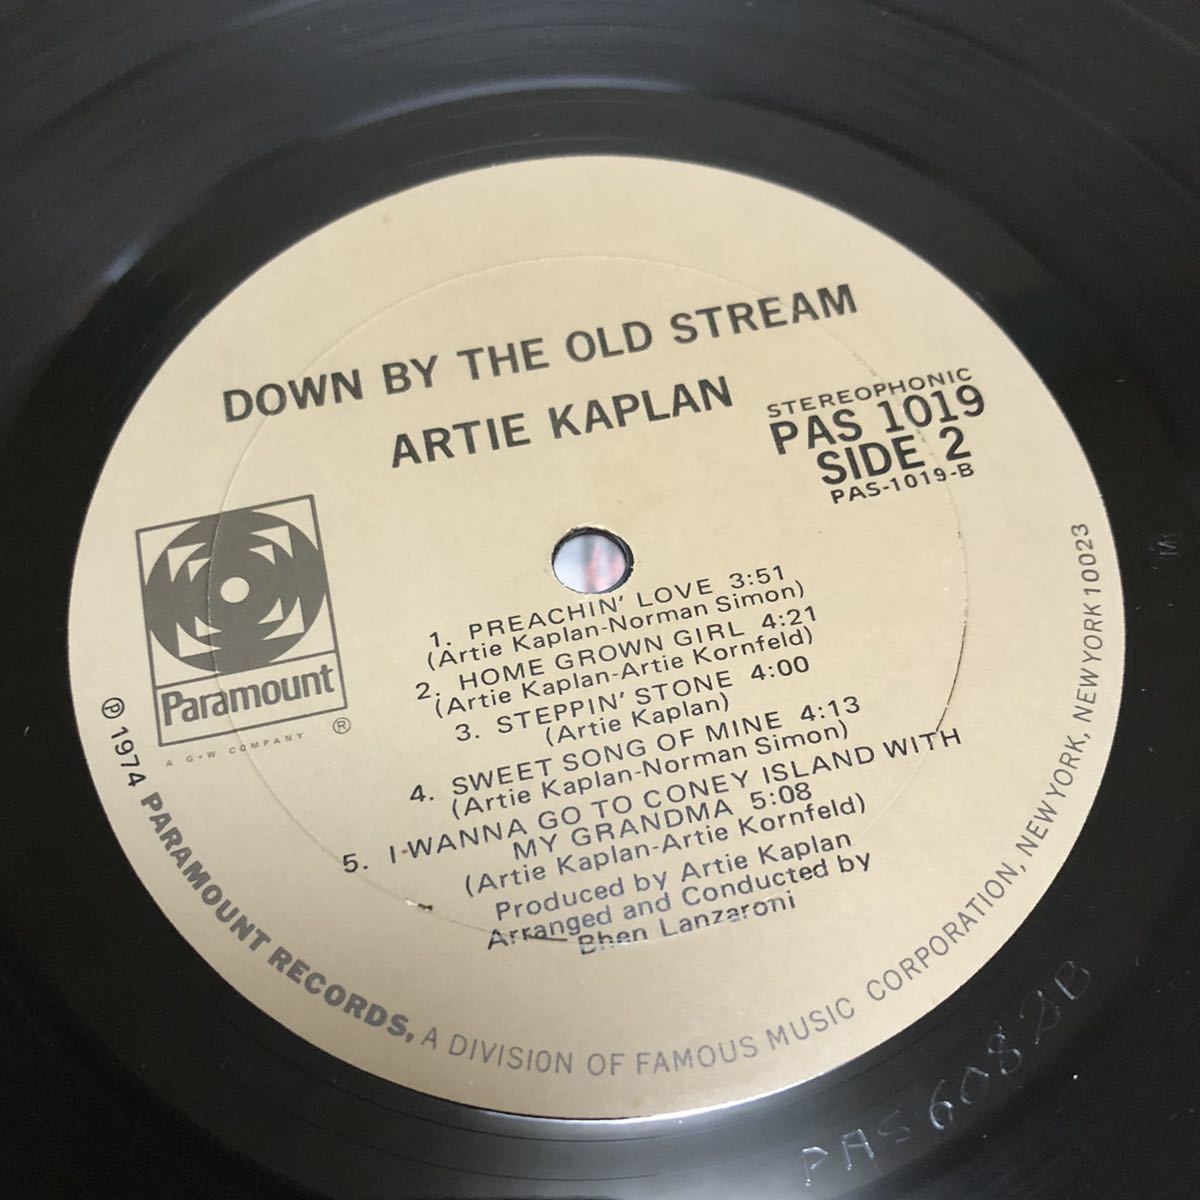 DOWN BY THE OLD STREAM
ARTIE KAPLAN
STEREOPHONIC
PAS 1019
SIDE 2
PAS-1019-B
Paramount
®
A G+W COMPANY
1. PREACHIN' LOVE 3:51
(Artie Kaplan-Norman Simon)
2. HOME GROWN GIRL 4:21
(Artie Kaplan-Artie Kornfeld)
3. STEPPIN' STONE 4:00
(Artie Kaplan)
4. SWEET SONG OF MINE 4:13
(Artie Kaplan-Norman Simon)
5. I-WANNA GO TO CONEY ISLAND WITH
MY GRANDMA 5:08
(Artie Kaplan-Artie Kornfeld)
Produced by Artie Kaplan
Arranged and Conducted by
Bhen Lanzaroni
℗ 1974 PARAMOUNT RECORDS, A DIVISION OF FAMOUS MUSIC CORPORATION, NEW YORK, NEW YORK 10023
PAS 6082B